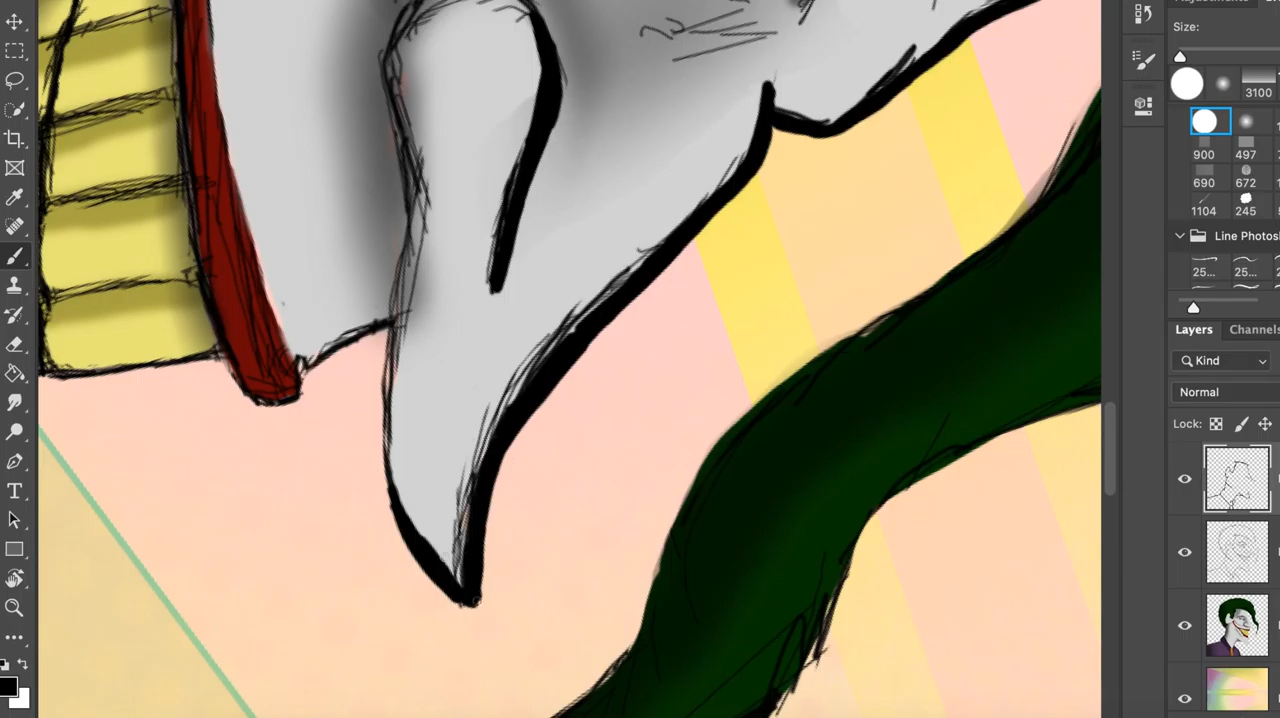 Size:
3100
900 497
690 672
1104 245
Line Photos
25... 25...
Layers Channels
Kind
Normal
Lock:
T